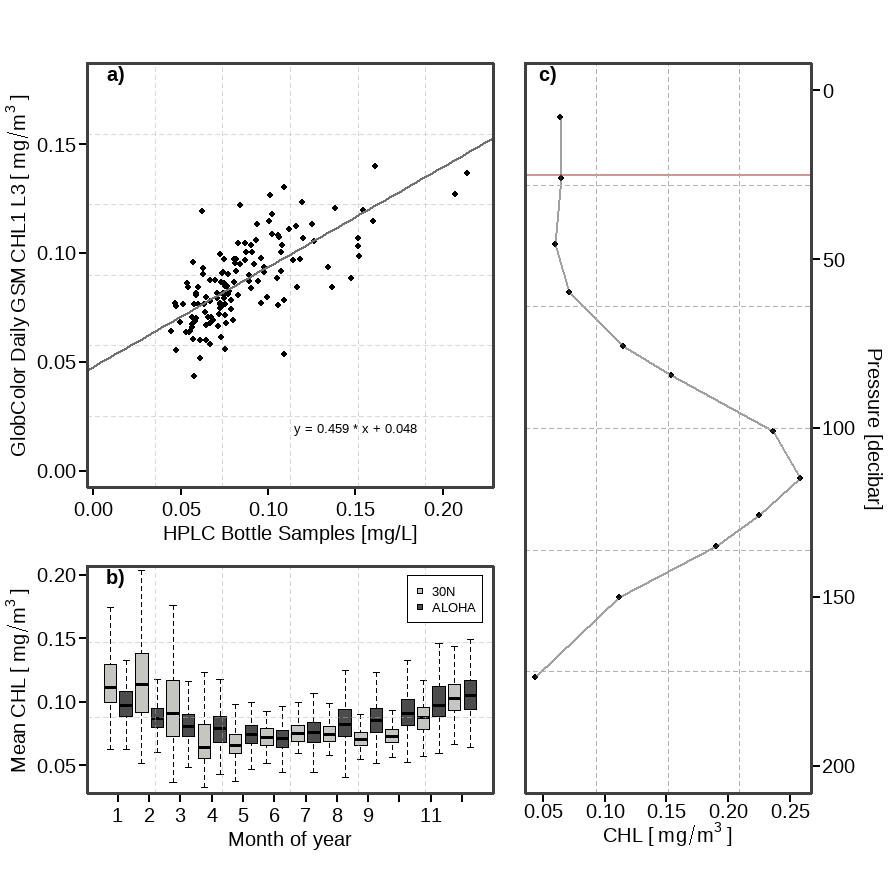 a)
GlobColor Daily GSM CHL1 L3 [ mg/m³ ]
0.15
0.10
0.05
0.00
y = 0.459 * x + 0.048
0.00 0.05 0.10 0.15 0.20
HPLC Bottle Samples [mg/L]
b)
Mean CHL [ mg/m³ ]
0.20
0.15
0.10
0.05
30N
ALOHA
1 2 3 4 5 6 7 8 9 11
Month of year
c)
0
50
100
150
200
Pressure [decibar]
0.05 0.10 0.15 0.20 0.25
CHL [ mg/m³ ]